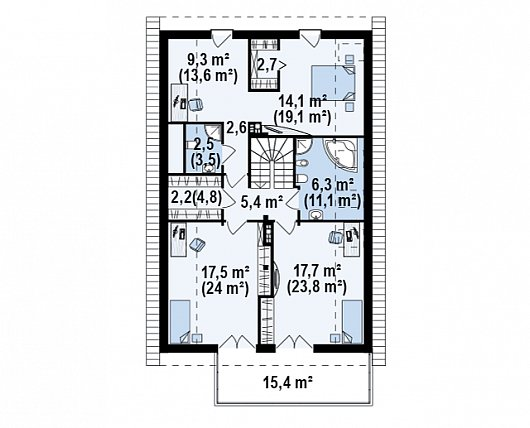 9,3 m²
(13,6 m²)
2,7
14,1 m²
(19,1 m²)
2,6
2,5
(3,5)
6,3 m²
(11,1 m²)
2,2(4,8)
5,4 m²
17,5 m²
(24 m²)
17,7 m²
(23,8 m²)
15,4 m²